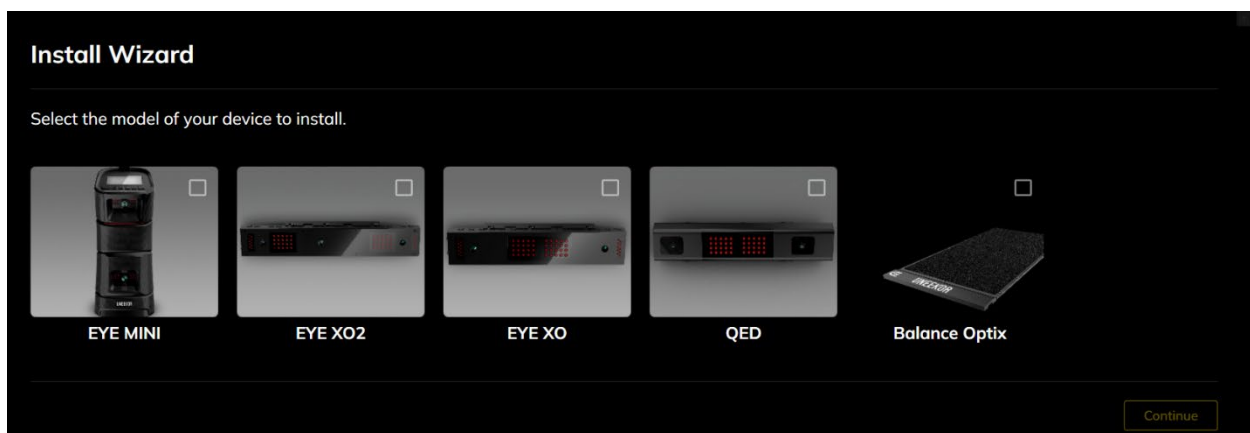 Install Wizard
Select the model of your device to install.
UNEEKOR
EYE MINI
EYE XO2
EYE XO
QED
Balance Optix
Continue